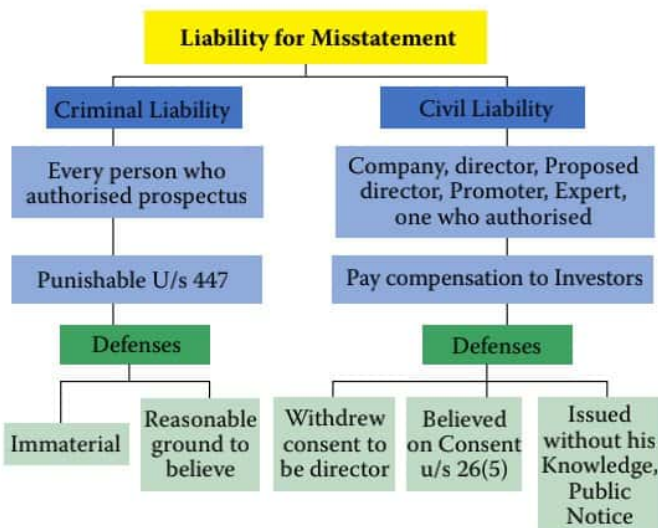 Liability for Misstatement
Criminal Liability
Civil Liability
Every person who
authorised prospectus
Company, director, Proposed
director, Promoter, Expert,
one who authorised
Punishable U/s 447
Pay compensation to Investors
Defenses
Defenses
Immaterial
Reasonable
ground to
believe
Withdrew
consent to
be director
Believed
on Consent
u/s 26(5)
Issued
without his
Knowledge,
Public
Notice